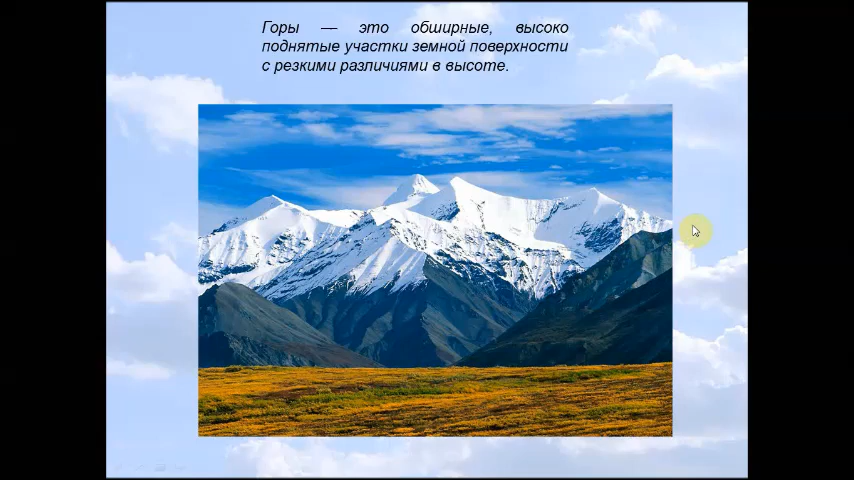 Горы — это обширные, высоко
поднятые участки земной поверхности
с резкими различиями в высоте.